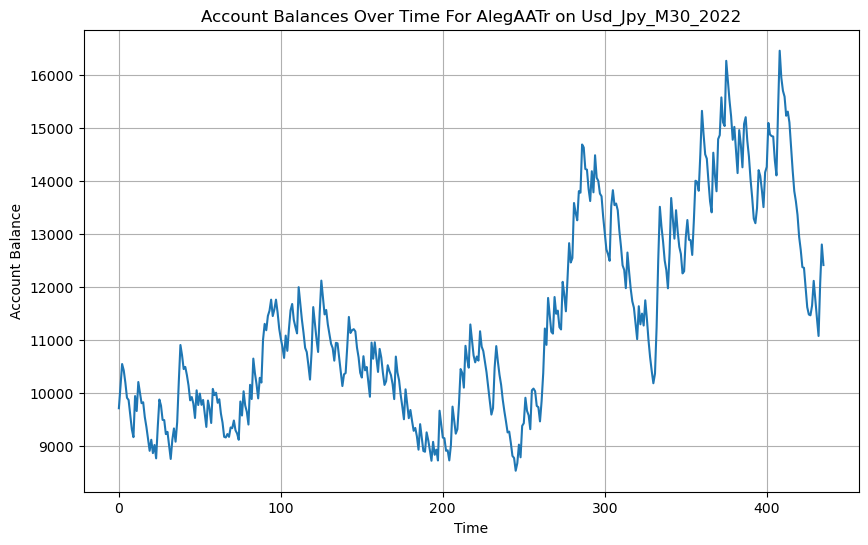 Account Balances Over Time For AlegAATr on Usd_Jpy_M30_2022
16000
15000
14000
13000
12000
11000
10000
9000
Account Balance
0 100 200 300 400
Time